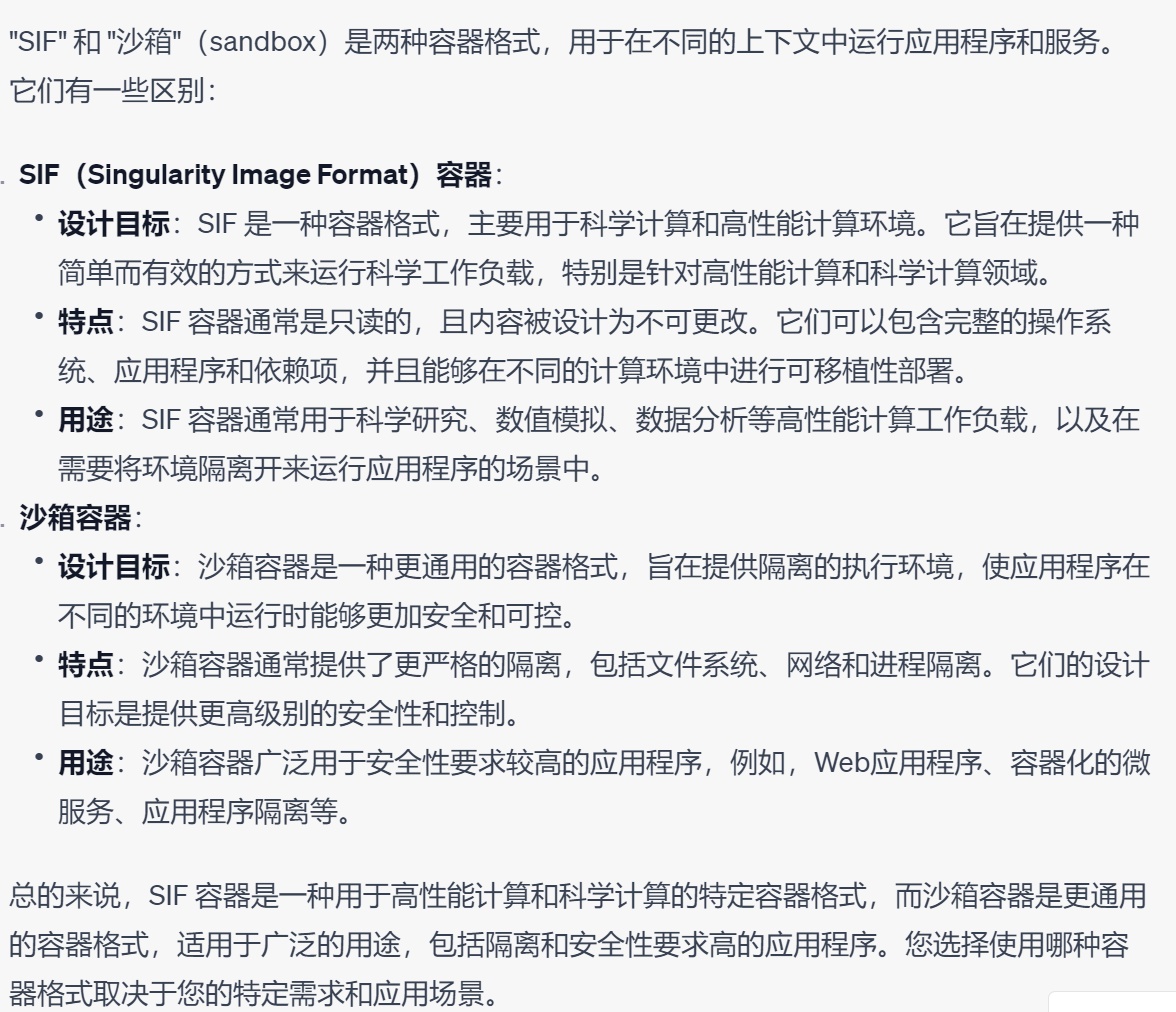 "SIF" 和 "沙箱"（sandbox）是两种容器格式，用于在不同的上下文中运行应用程序和服务。
它们有一些区别：
. SIF（Singularity Image Format）容器：
• 设计目标：SIF 是一种容器格式，主要用于科学计算和高性能计算环境。它旨在提供一种
简单而有效的方式来运行科学工作负载，特别是针对高性能计算和科学计算领域。
• 特点：SIF 容器通常是只读的，且内容被设计为不可更改。它们可以包含完整的操作系
统、应用程序和依赖项，并且能够在不同的计算环境中进行可移植性部署。
• 用途：SIF 容器通常用于科学研究、数值模拟、数据分析等高性能计算工作负载，以及在
需要将环境隔离开来运行应用程序的场景中。
. 沙箱容器：
• 设计目标：沙箱容器是一种更通用的容器格式，旨在提供隔离的执行环境，使应用程序在
不同的环境中运行时能够更加安全和可控。
• 特点：沙箱容器通常提供了更严格的隔离，包括文件系统、网络和进程隔离。它们的设计
目标是提供更高级别的安全性和控制。
• 用途：沙箱容器广泛用于安全性要求较高的应用程序，例如，Web应用程序、容器化的微
服务、应用程序隔离等。
总的来说，SIF 容器是一种用于高性能计算和科学计算的特定容器格式，而沙箱容器是更通用
的容器格式，适用于广泛的用途，包括隔离和安全性要求高的应用程序。您选择使用哪种容
器格式取决于您的特定需求和应用场景。